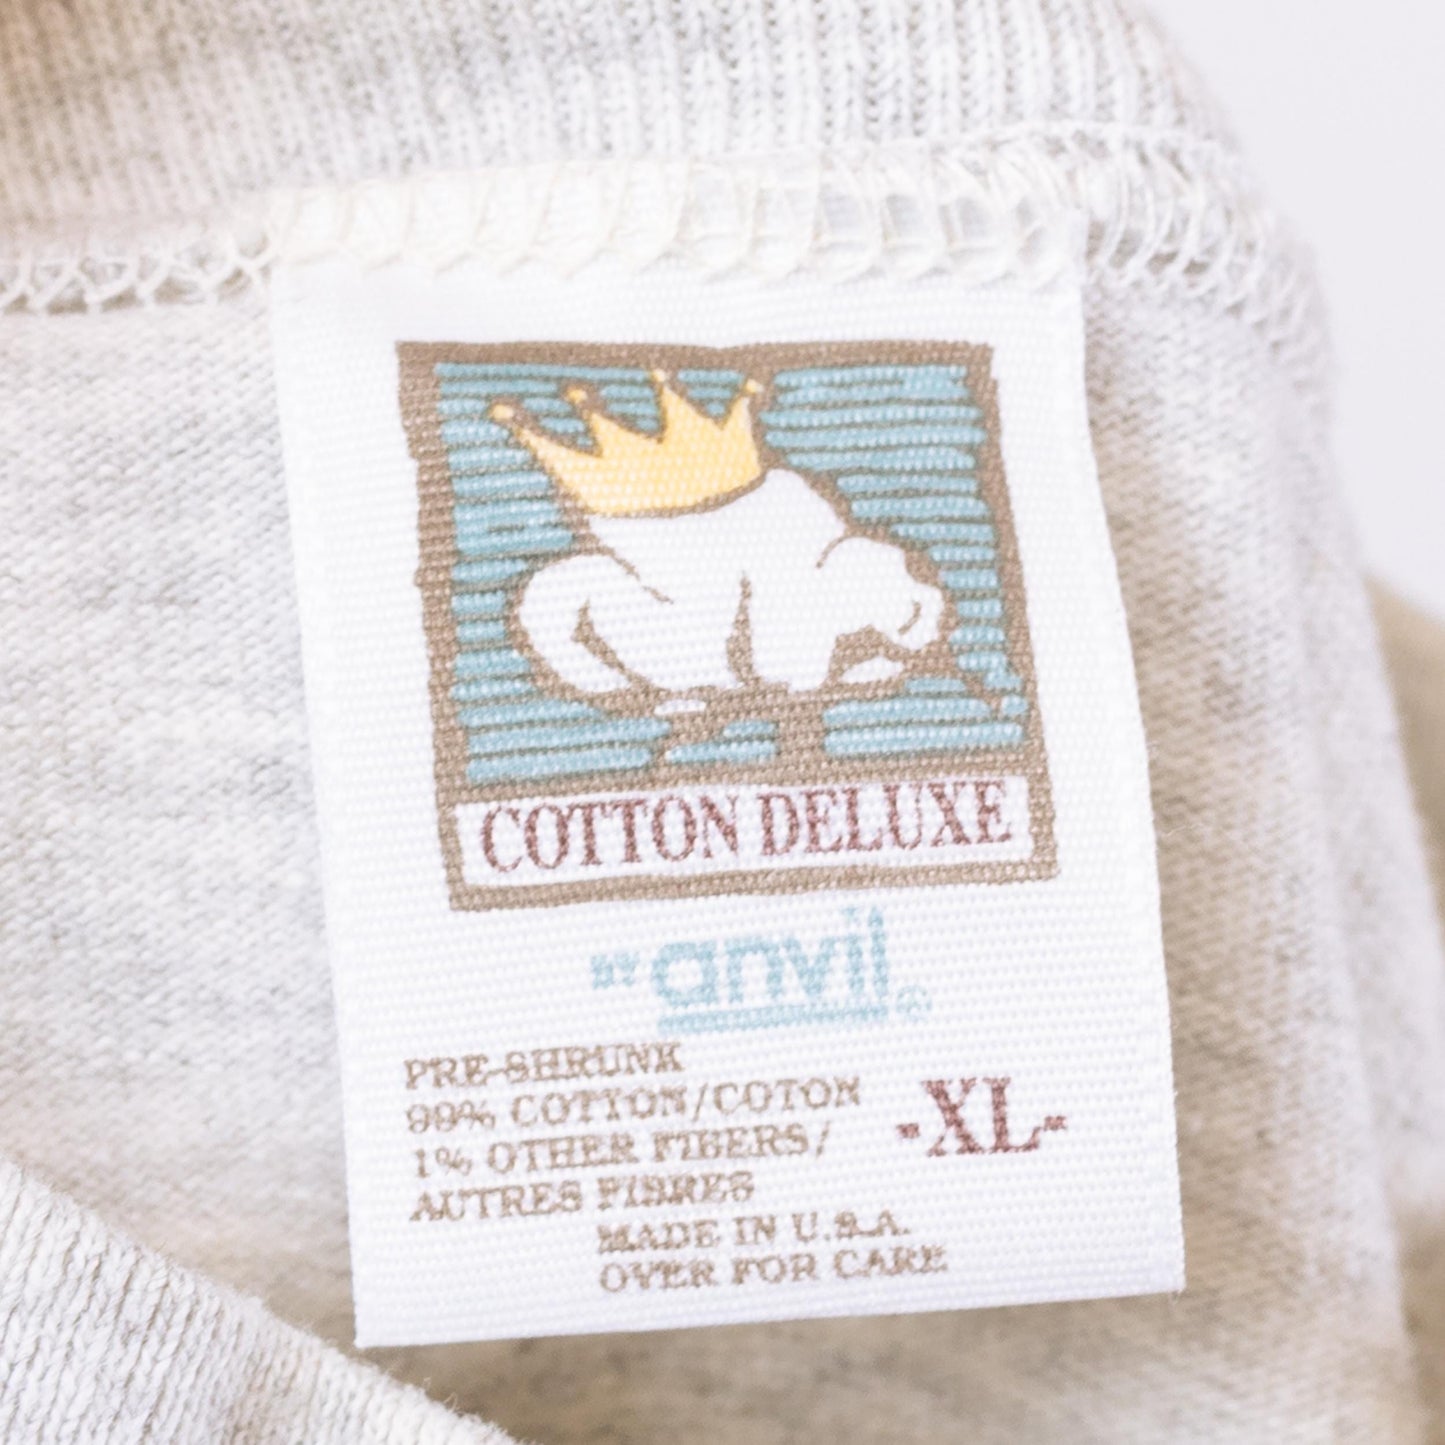 COTTON DELUXE
BY anvil®
PRE-SHRUNK
99% COTTON/COTON
1% OTHER FIBERS/
AUTRES FIBRES
-XL-
MADE IN U.S.A.
OVER FOR CARE